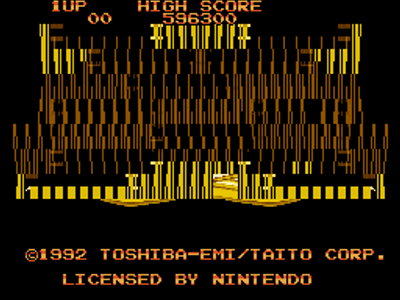 1UP HIGH SCORE
00 596300
©1992 TOSHIBA-EMI/TAITO CORP.
LICENSED BY NINTENDO